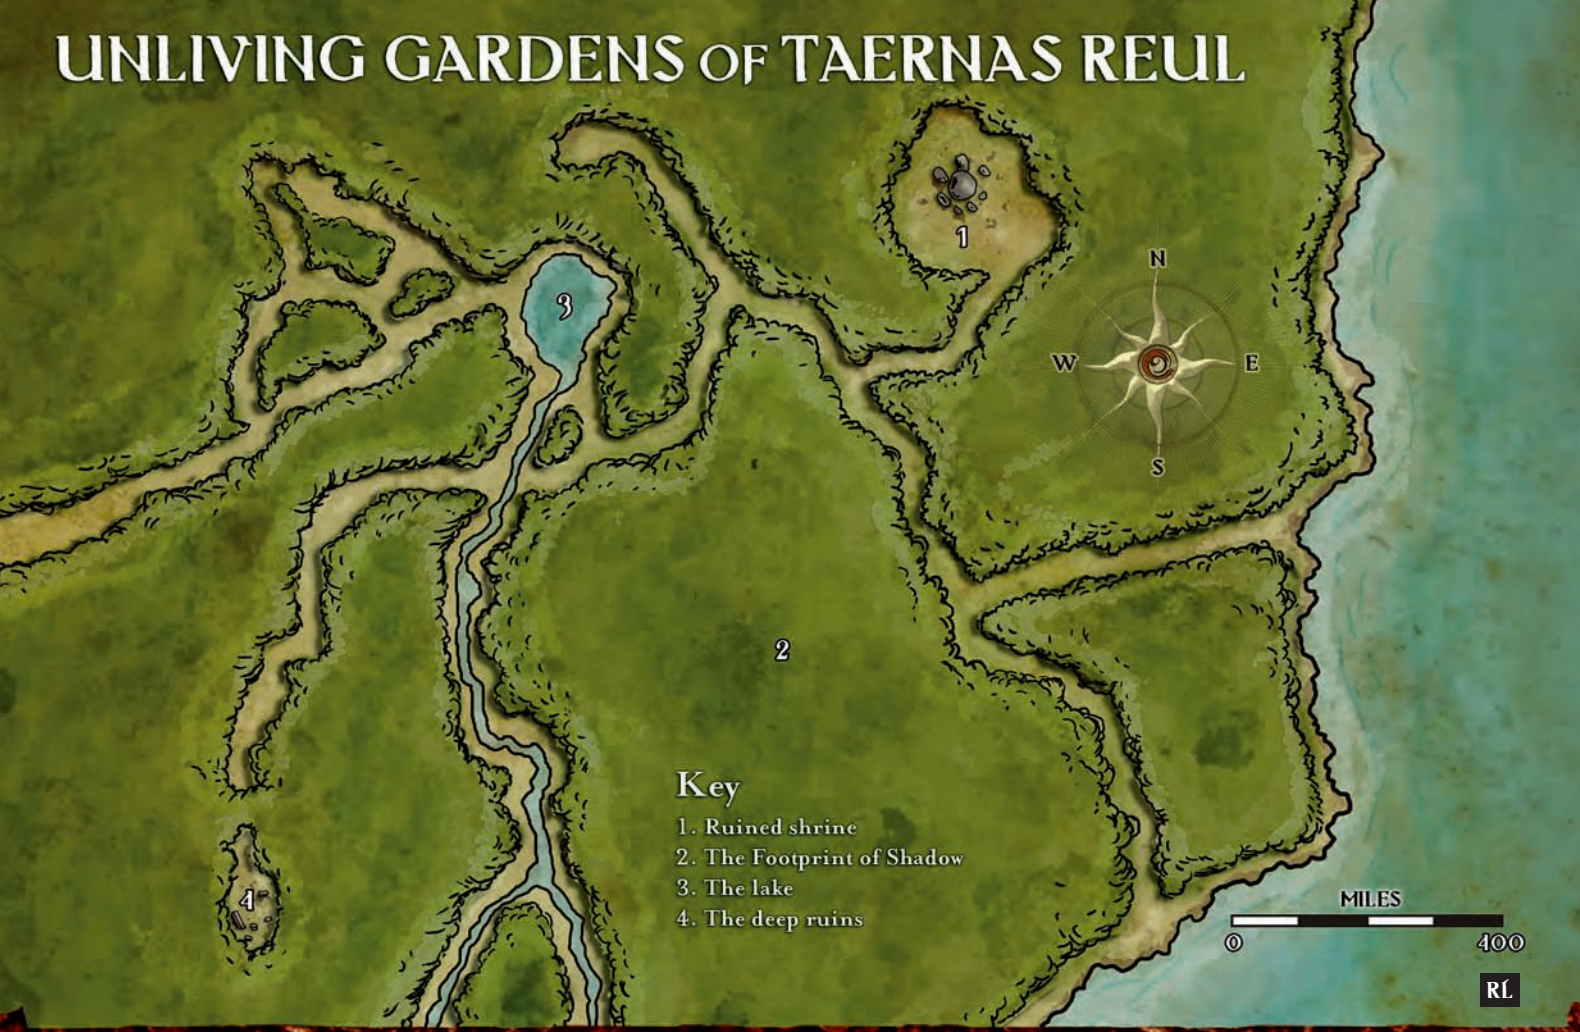 UNLIVING GARDENS OF TAERNAS REUL
1
N
3
W
E
S
2
Key
1. Ruined shrine
2. The Footprint of Shadow
3. The lake
4. The deep ruins
4
MILES
0 400
RL